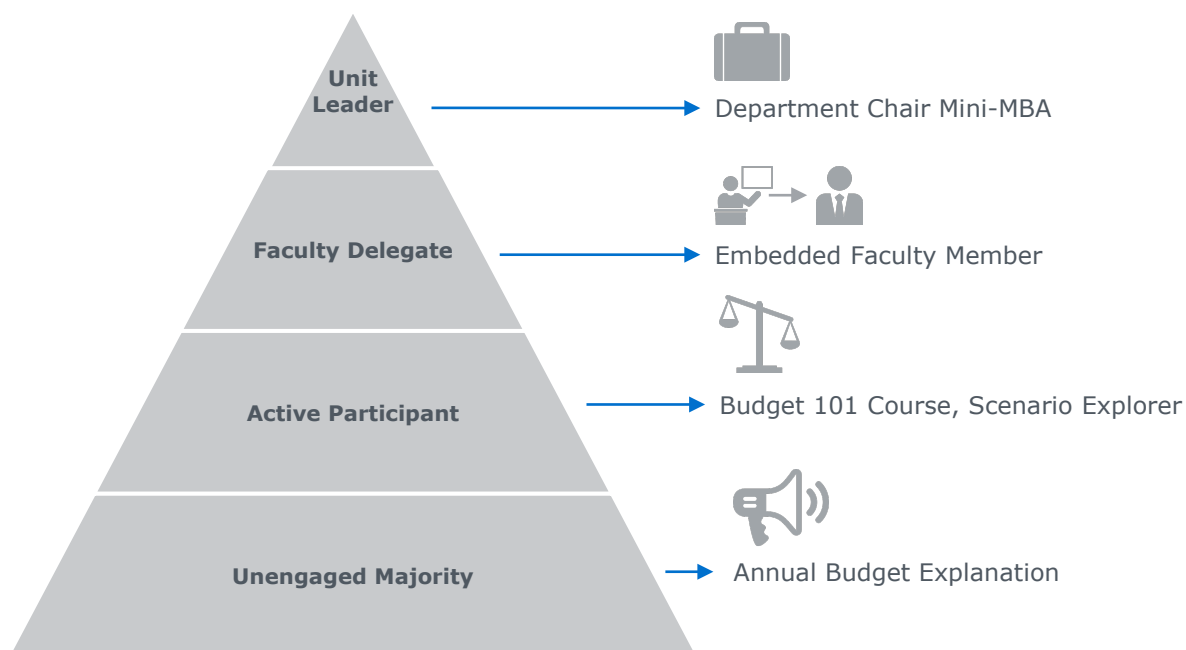 Unit
Leader
Department Chair Mini-MBA
Faculty Delegate
Embedded Faculty Member
Active Participant
Budget 101 Course, Scenario Explorer
Unengaged Majority
Annual Budget Explanation